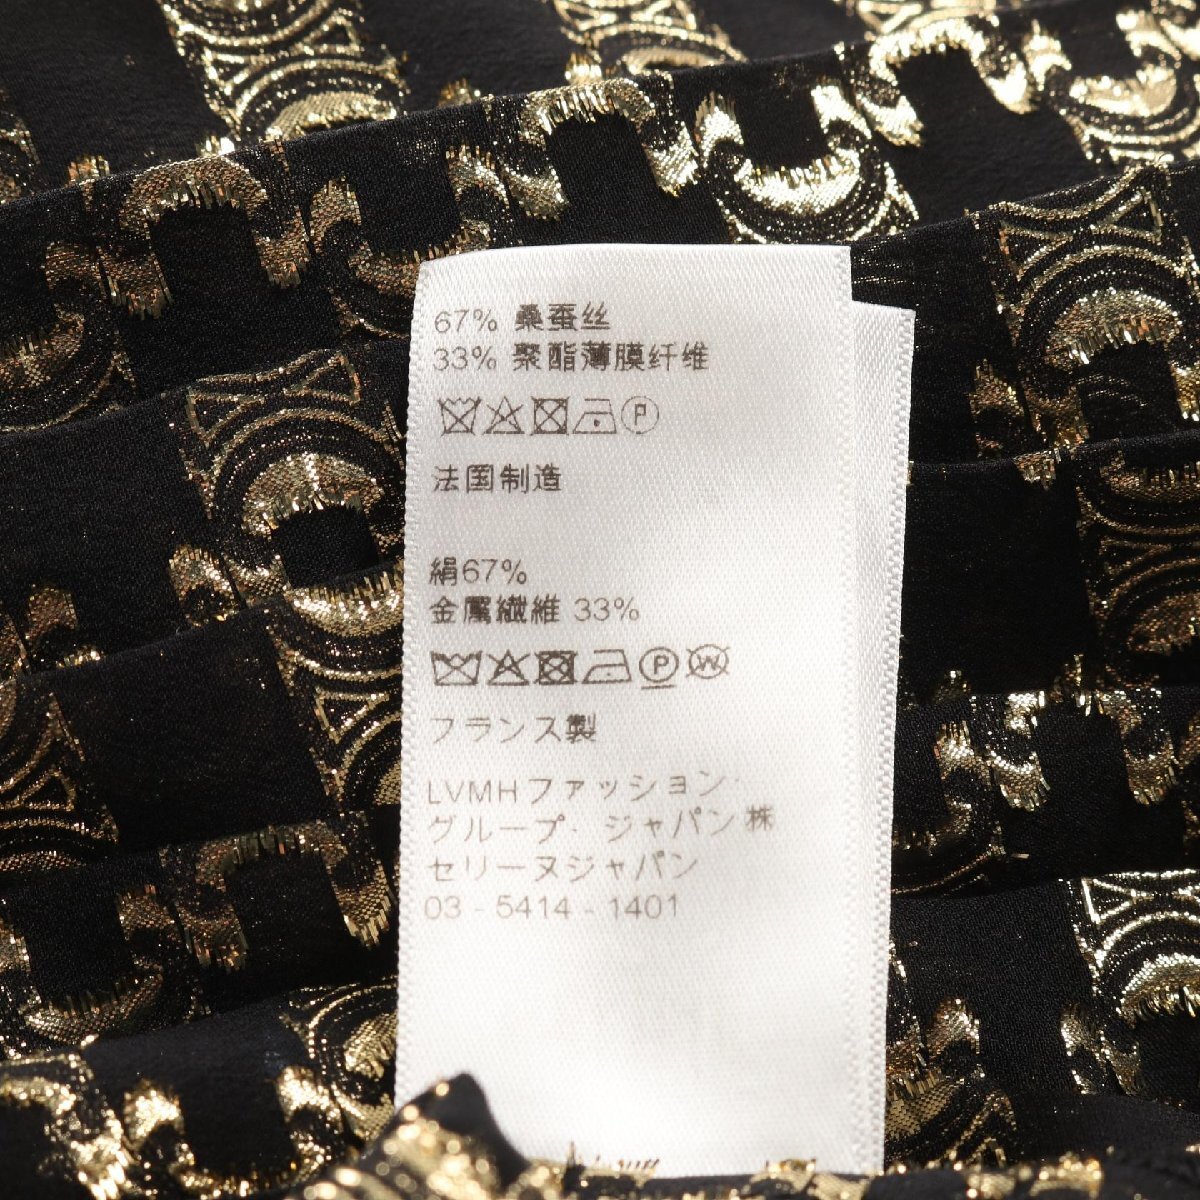 67% 桑蚕丝
33% 聚酯薄膜纤维
P
法国制造
絹67%
金属繊維 33%
P W
フランス製
LVMHファッション・
グループ・ジャパン株
セリーヌジャパン
03 - 5414 - 1401